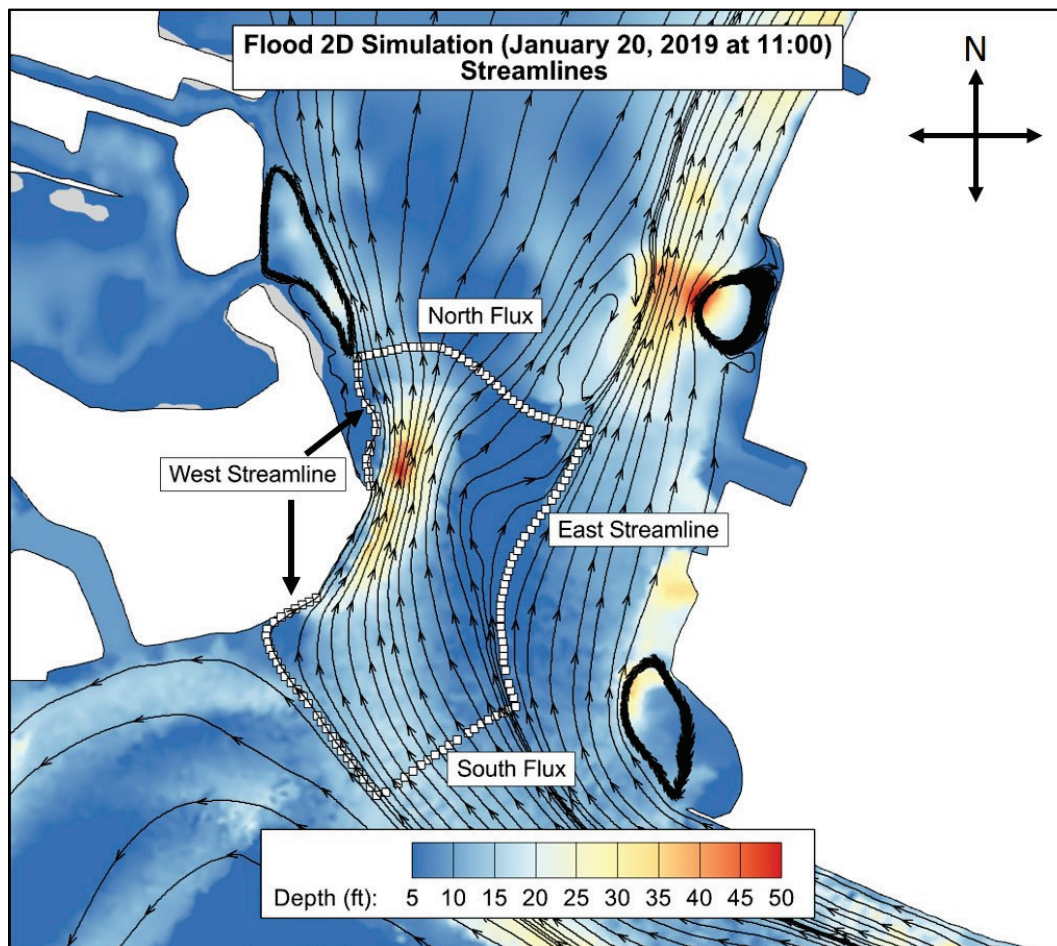 Flood 2D Simulation (January 20, 2019 at 11:00)
Streamlines
N
North Flux
West Streamline
East Streamline
South Flux
Depth (ft): 5 10 15 20 25 30 35 40 45 50